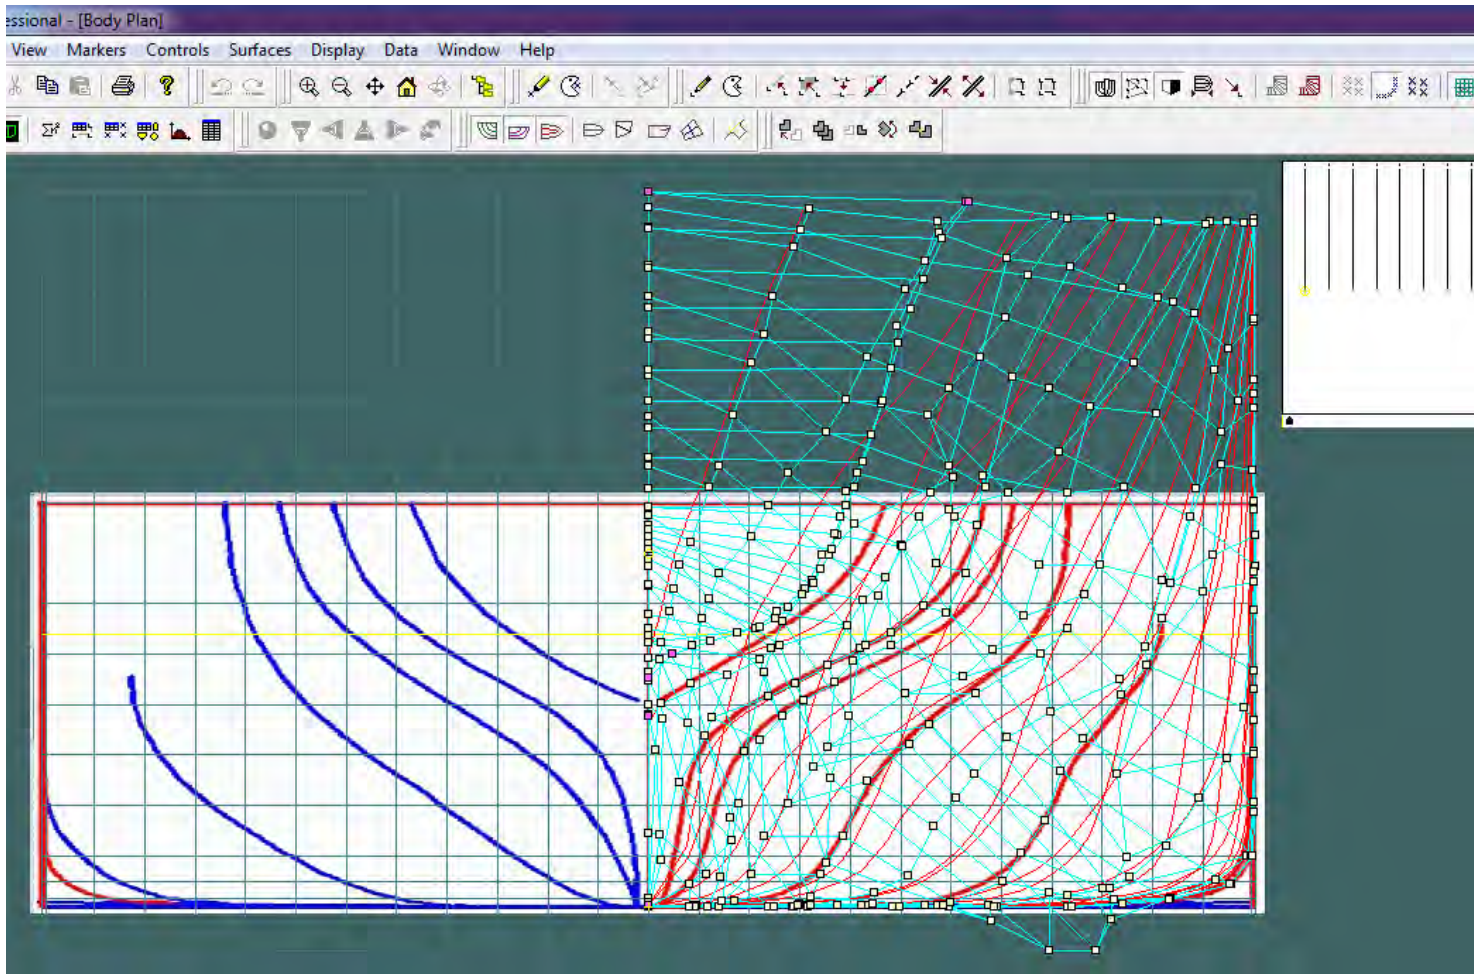 essional - [Body Plan]
View Markers Controls Surfaces Display Data Window Help